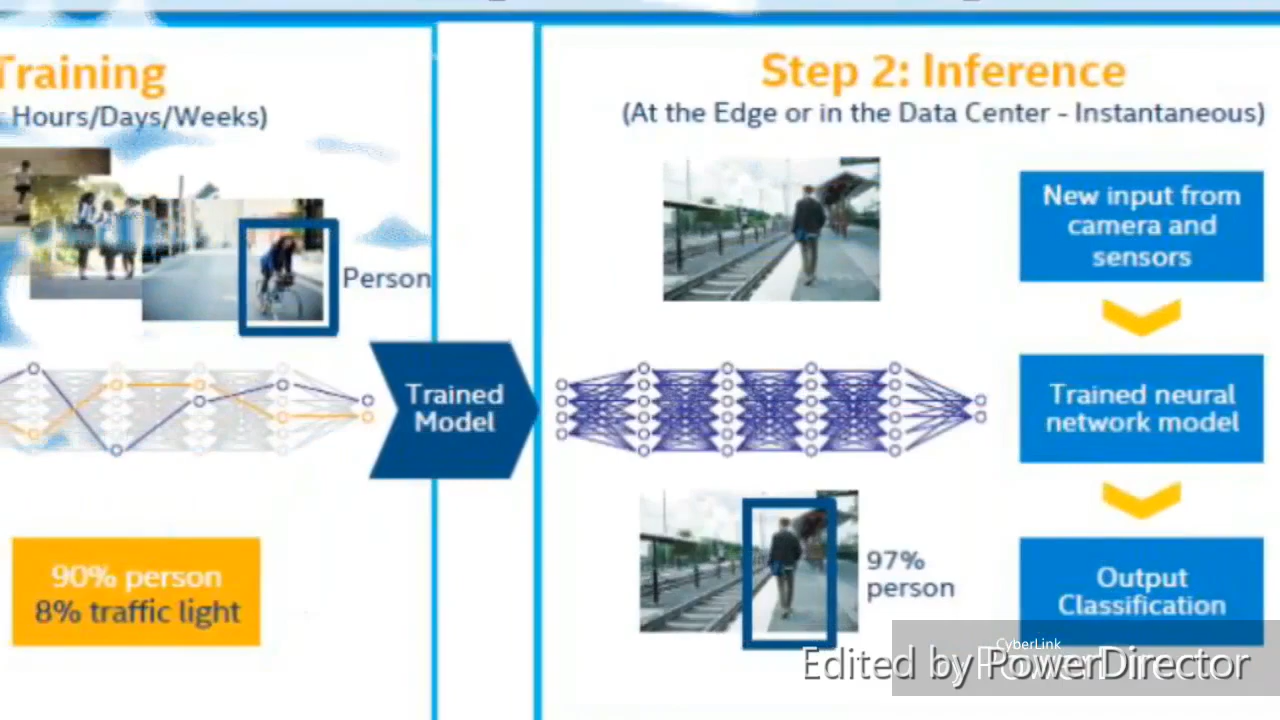 Training
Hours/Days/Weeks)
Person
Trained
Model
90% person
8% traffic light
Step 2: Inference
(At the Edge or in the Data Center - Instantaneous)
New input from
camera and
sensors
Trained neural
network model
97%
person
Output
Classification
CyberLink
PowerDirector
Edited by PowerDirector